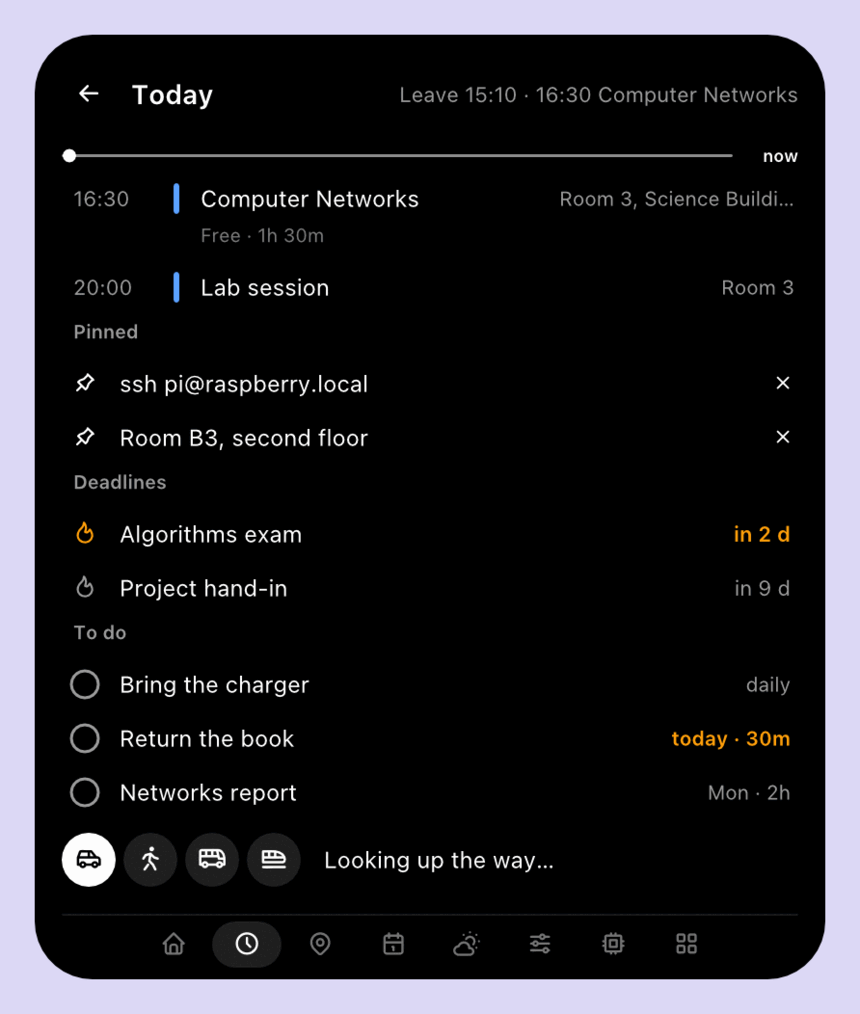 Today
Leave 15:10 · 16:30 Computer Networks
now
16:30 Computer Networks Room 3, Science Buildi...
Free · 1h 30m
20:00 Lab session Room 3
Pinned
ssh pi@raspberry.local
Room B3, second floor
Deadlines
Algorithms exam in 2 d
Project hand-in in 9 d
To do
Bring the charger daily
Return the book today · 30m
Networks report Mon · 2h
Looking up the way...